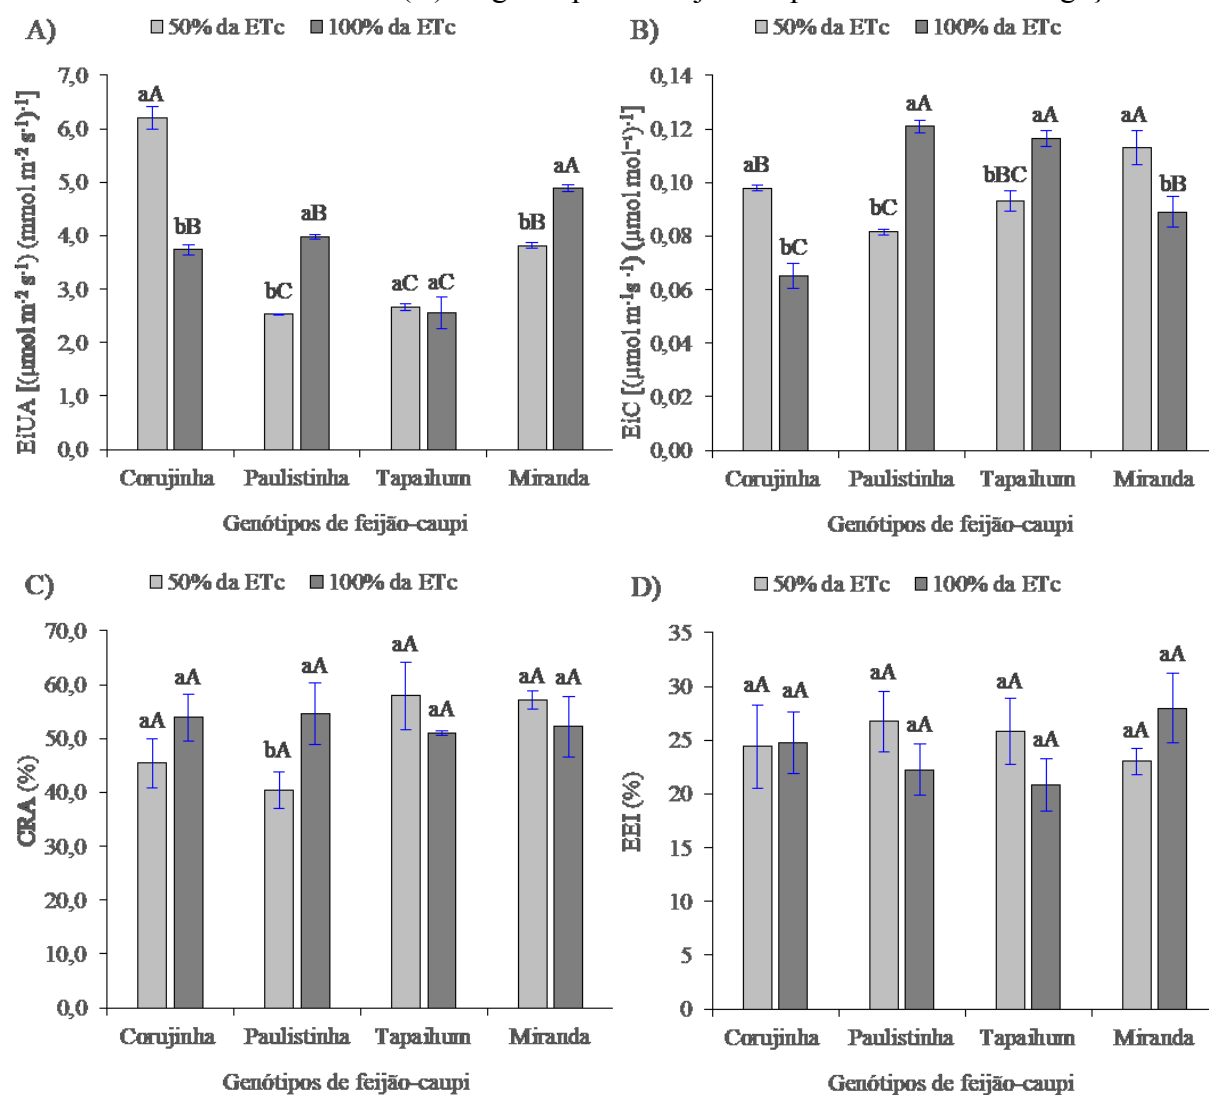 A) 50% da ETc 100% da ETc
EiUA [(µmol m-2 s-1) (mmol m-2 s-1)-1]
7,0
6,0
5,0
4,0
3,0
2,0
1,0
0,0
aA bB bC aB aC aC bB aA
Corujinha Paulistinha Tapaihum Miranda
Genótipos de feijão-caupi
B) 50% da ETc 100% da ETc
EiC [(µmol m-1s-1) (µmol mol-1)-1]
0,14
0,12
0,10
0,08
0,06
0,04
0,02
0,00
aB bC bC aA bBC aA aA bB
Corujinha Paulistinha Tapaihum Miranda
Genótipos de feijão-caupi
C) 50% da ETc 100% da ETc
CRA (%)
70,0
60,0
50,0
40,0
30,0
20,0
10,0
0,0
aA aA bA aA aA aA aA aA
Corujinha Paulistinha Tapaihum Miranda
Genótipos de feijão-caupi
D) 50% da ETc 100% da ETc
EEI (%)
35
30
25
20
15
10
5
0
aA aA aA aA aA aA aA aA
Corujinha Paulistinha Tapaihum Miranda
Genótipos de feijão-caupi